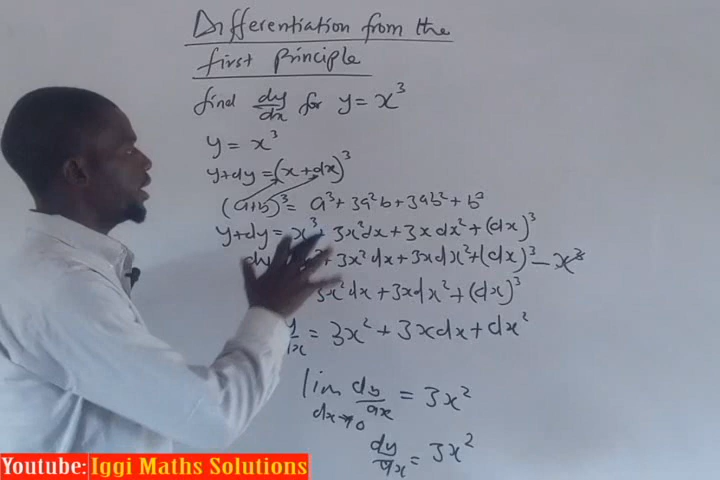 Differentiation from the
first principle
find dy/dx for y = x³
y = x³
y+dy = (x+dx)³
(a+b)³ = a³ + 3a²b + 3ab² + b³
y+dy = x³ + 3x²dx + 3xdx² + (dx)³
+ 3x²dx + 3xdx² + (dx)³ - x³
3x²dx + 3xdx² + (dx)³
= 3x² + 3xdx + dx²
lim dx→0 dy/dx = 3x²
dy/dx = 3x²
Youtube: Iggi Maths Solutions